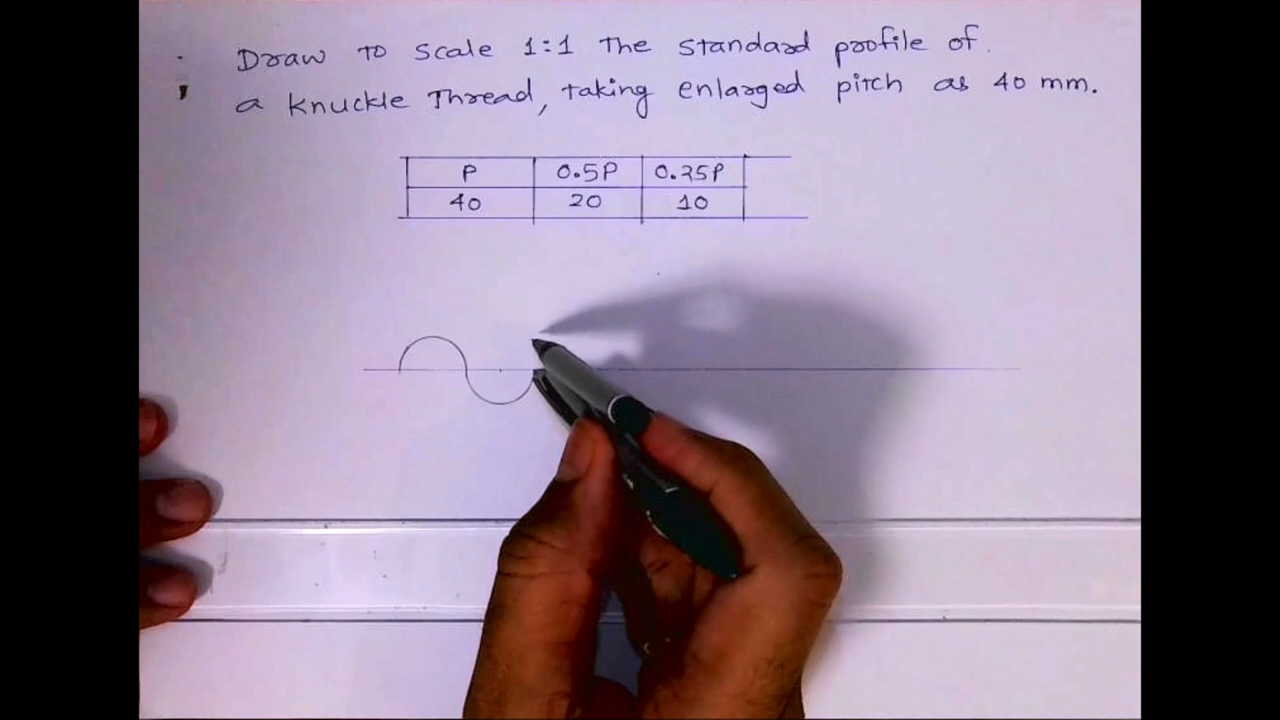 Draw to scale 1:1 the standard profile of.
a knuckle Thread, taking enlarged pitch as 40 mm.
P 0.5P 0.25P
40 20 10